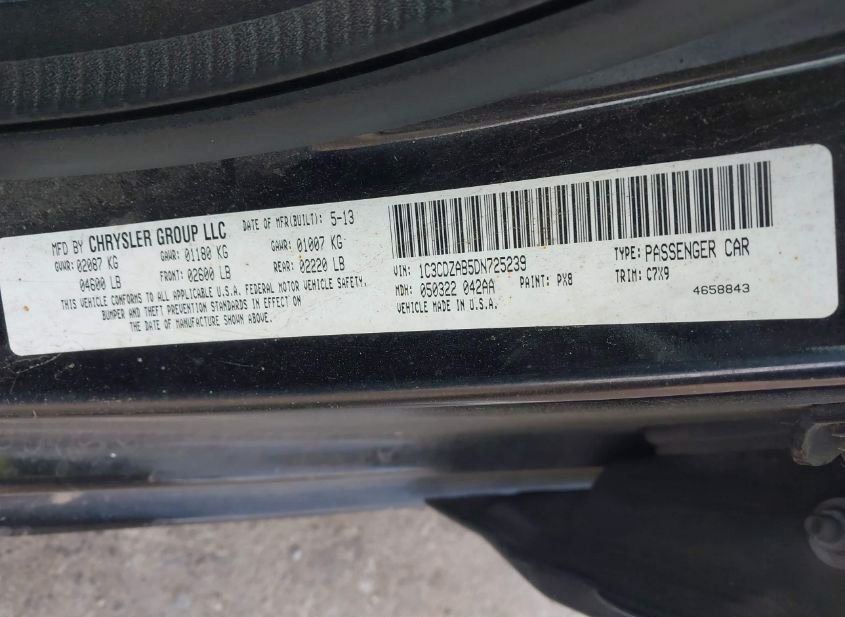 MFD BY CHRYSLER GROUP LLC DATE OF MFR(BUILT): 5-13
GVWR: 02087 KG GAWR: 01180 KG GAWR: 01007 KG
04600 LB FRONT: 02600 LB REAR: 02220 LB
THIS VEHICLE CONFORMS TO ALL APPLICABLE U.S.A. FEDERAL MOTOR VEHICLE SAFETY,
BUMPER AND THEFT PREVENTION STANDARDS IN EFFECT ON
THE DATE OF MANUFACTURE SHOWN ABOVE.
VIN: 1C3CDZAB5DN725239 TYPE: PASSENGER CAR
MDH: 050322 042AA PAINT: PX8 TRIM: C7X9
VEHICLE MADE IN U.S.A. 4658843